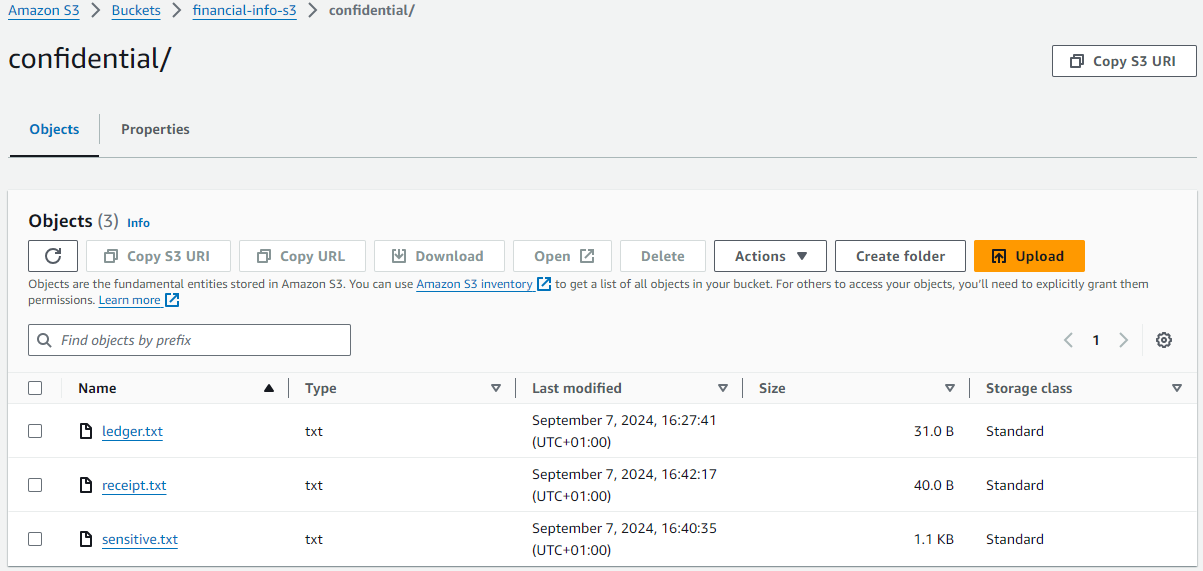 Amazon S3 > Buckets > financial-info-s3 > confidential/
confidential/
Copy S3 URI
Objects Properties
Objects (3) Info
Copy S3 URI Copy URL Download Open Delete Actions Create folder Upload
Objects are the fundamental entities stored in Amazon S3. You can use Amazon S3 inventory to get a list of all objects in your bucket. For others to access your objects, you’ll need to explicitly grant them
permissions. Learn more
Find objects by prefix
1
Name Type Last modified Size Storage class
ledger.txt txt September 7, 2024, 16:27:41 (UTC+01:00) 31.0 B Standard
receipt.txt txt September 7, 2024, 16:42:17 (UTC+01:00) 40.0 B Standard
sensitive.txt txt September 7, 2024, 16:40:35 (UTC+01:00) 1.1 KB Standard